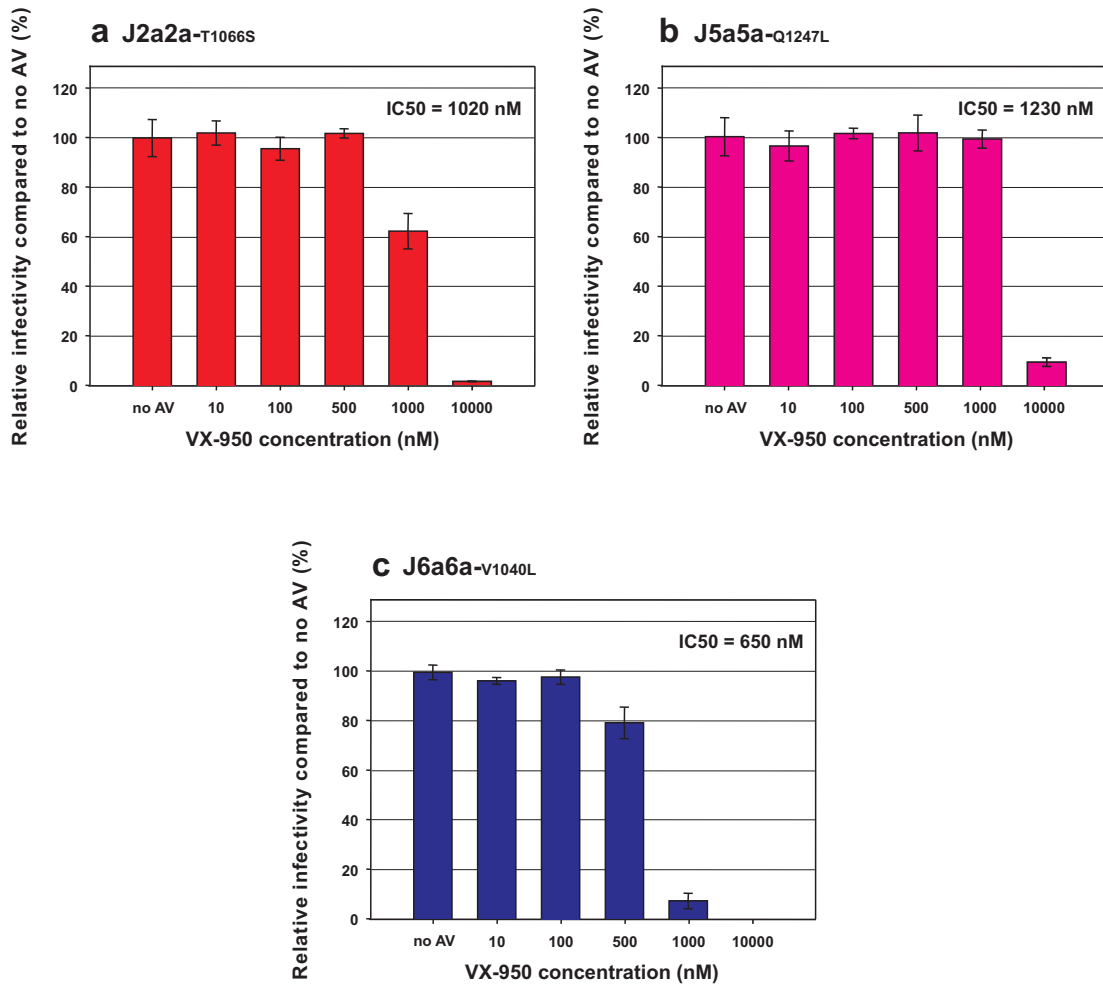 a J2a2a-T1066S
Relative infectivity compared to no AV (%)
120
100
80
60
40
20
0
IC50 = 1020 nM
no AV 10 100 500 1000 10000
VX-950 concentration (nM)
b J5a5a-Q1247L
Relative infectivity compared to no AV (%)
120
100
80
60
40
20
0
IC50 = 1230 nM
no AV 10 100 500 1000 10000
VX-950 concentration (nM)
c J6a6a-V1040L
Relative infectivity compared to no AV (%)
120
100
80
60
40
20
0
IC50 = 650 nM
no AV 10 100 500 1000 10000
VX-950 concentration (nM)